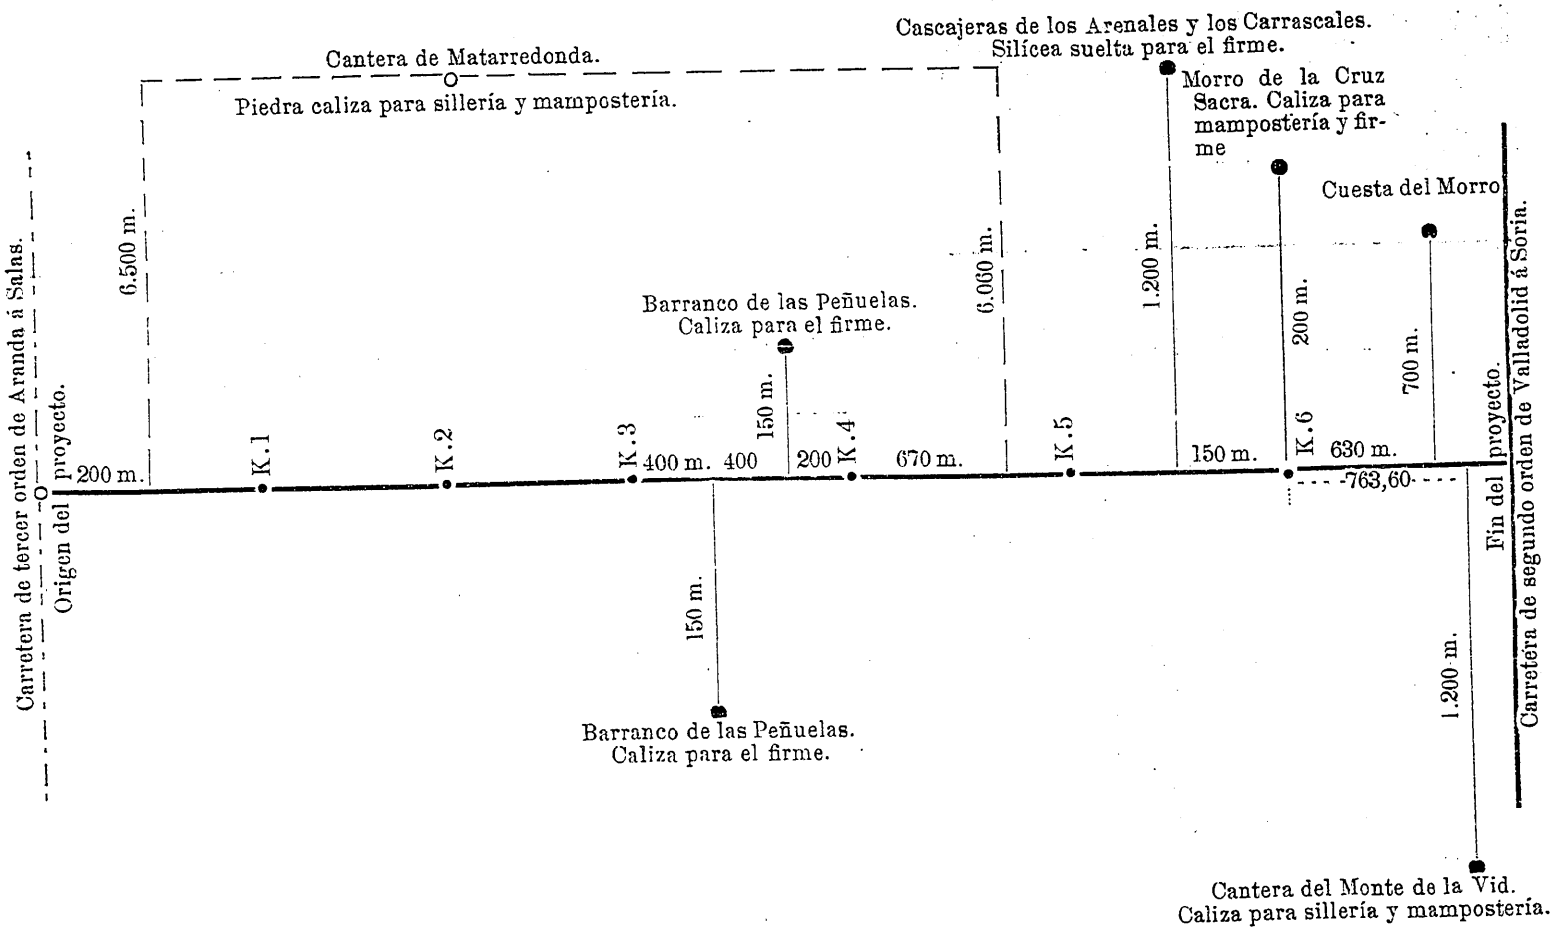 Cascajeras de los Arenales y los Carrascales.
Silícea suelta para el firme.
Cantera de Matarredonda.
Piedra caliza para sillería y mampostería.
Morro de la Cruz
Sacra. Caliza para
mampostería y fir-
me
Cuesta del Morro
Carretera de tercer orden de Aranda á Salas.
Origen del proyecto.
6.500 m.
Barranco de las Peñuelas.
Caliza para el firme.
150 m.
6.060 m.
1.200 m.
200 m.
700 m.
Fin del proyecto.
Carretera de segundo orden de Valladolid á Soria.
200 m.
K.1
K.2
K.3
400 m.
400
200
K.4
670 m.
K.5
150 m.
K.6
630 m.
763,60
150 m.
Barranco de las Peñuelas.
Caliza para el firme.
1.200 m.
Cantera del Monte de la Vid.
Caliza para sillería y mampostería.